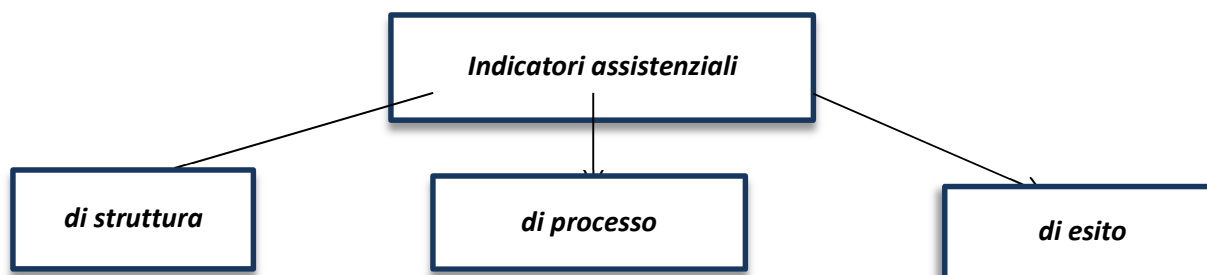 Indicatori assistenziali
di struttura
di processo
di esito